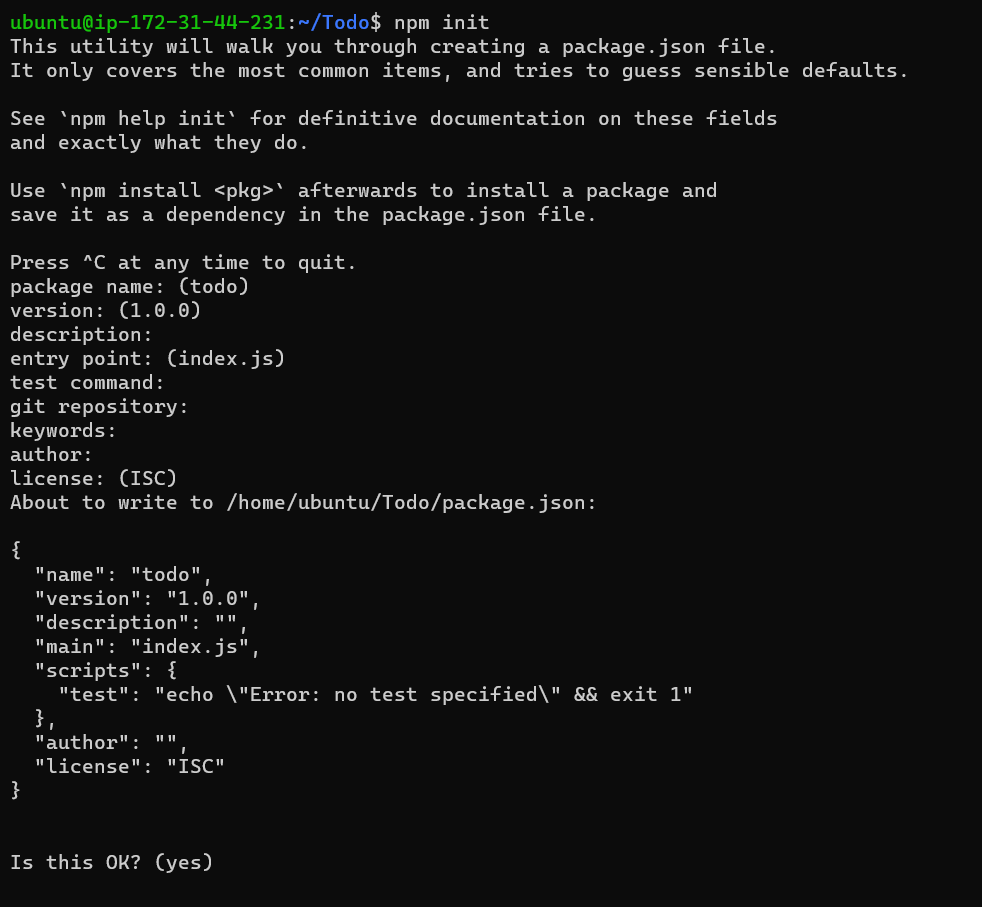 ubuntu@ip-172-31-44-231:~/Todo$ npm init
This utility will walk you through creating a package.json file.
It only covers the most common items, and tries to guess sensible defaults.

See `npm help init` for definitive documentation on these fields
and exactly what they do.

Use `npm install <pkg>` afterwards to install a package and
save it as a dependency in the package.json file.

Press ^C at any time to quit.
package name: (todo)
version: (1.0.0)
description:
entry point: (index.js)
test command:
git repository:
keywords:
author:
license: (ISC)
About to write to /home/ubuntu/Todo/package.json:

{
  "name": "todo",
  "version": "1.0.0",
  "description": "",
  "main": "index.js",
  "scripts": {
    "test": "echo \"Error: no test specified\" && exit 1"
  },
  "author": "",
  "license": "ISC"
}


Is this OK? (yes)